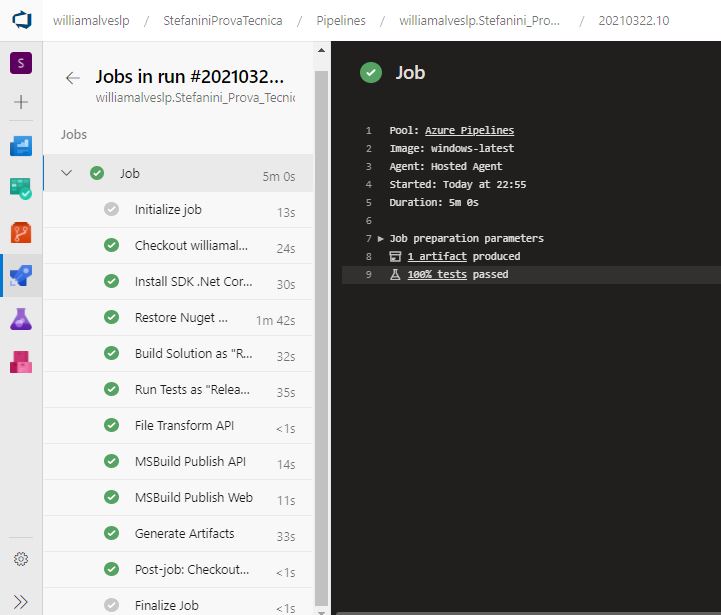 williamalveslp / StefaniniProvaTecnica / Pipelines / williamalveslp.Stefanini_Pro... / 20210322.10
S
Jobs in run #2021032...
williamalveslp.Stefanini_Prova_Tecnic
Jobs
Job 5m 0s
Initialize job 13s
Checkout williamal... 24s
Install SDK .Net Cor... 30s
Restore Nuget ... 1m 42s
Build Solution as "R... 32s
Run Tests as "Relea... 35s
File Transform API <1s
MSBuild Publish API 14s
MSBuild Publish Web 11s
Generate Artifacts 33s
Post-job: Checkout... <1s
Finalize Job <1s
Job
1 Pool: Azure Pipelines
2 Image: windows-latest
3 Agent: Hosted Agent
4 Started: Today at 22:55
5 Duration: 5m 0s
6
7 Job preparation parameters
8 1 artifact produced
9 100% tests passed